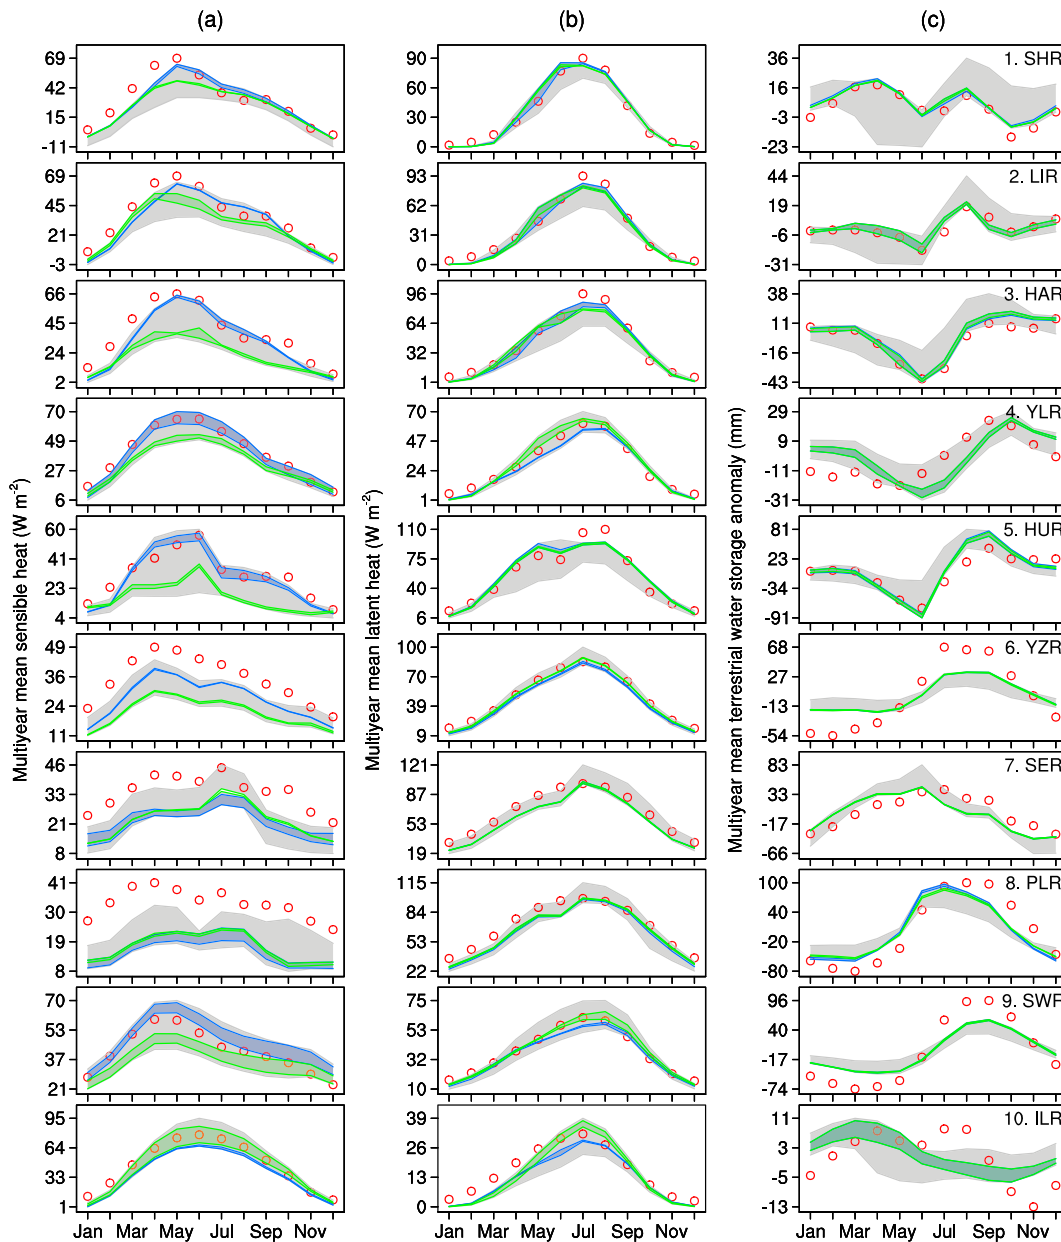 (a) (b) (c)
Multiyear mean sensible heat (W m-2)
Multiyear mean latent heat (W m-2)
Multiyear mean terrestrial water storage anomaly (mm)
69 42 15 -11
90 60 30 0
36 16 -3 -23
1. SHR
69 45 21 -3
93 62 31 0
44 19 -6 -31
2. LIR
66 45 24 2
96 64 32 1
38 11 -16 -43
3. HAR
70 49 27 6
70 47 24 1
29 9 -11 -31
4. YLR
60 41 23 4
110 75 40 6
81 23 -34 -91
5. HUR
49 36 24 11
100 70 39 9
68 27 -13 -54
6. YZR
46 33 21 8
121 87 53 19
83 33 -17 -66
7. SER
41 30 19 8
115 84 53 22
100 40 -20 -80
8. PLR
70 53 37 21
75 53 32 10
96 40 -17 -74
9. SWR
95 64 33 1
39 26 13 0
11 3 -5 -13
10. ILR
Jan Mar May Jul Sep Nov
Jan Mar May Jul Sep Nov
Jan Mar May Jul Sep Nov